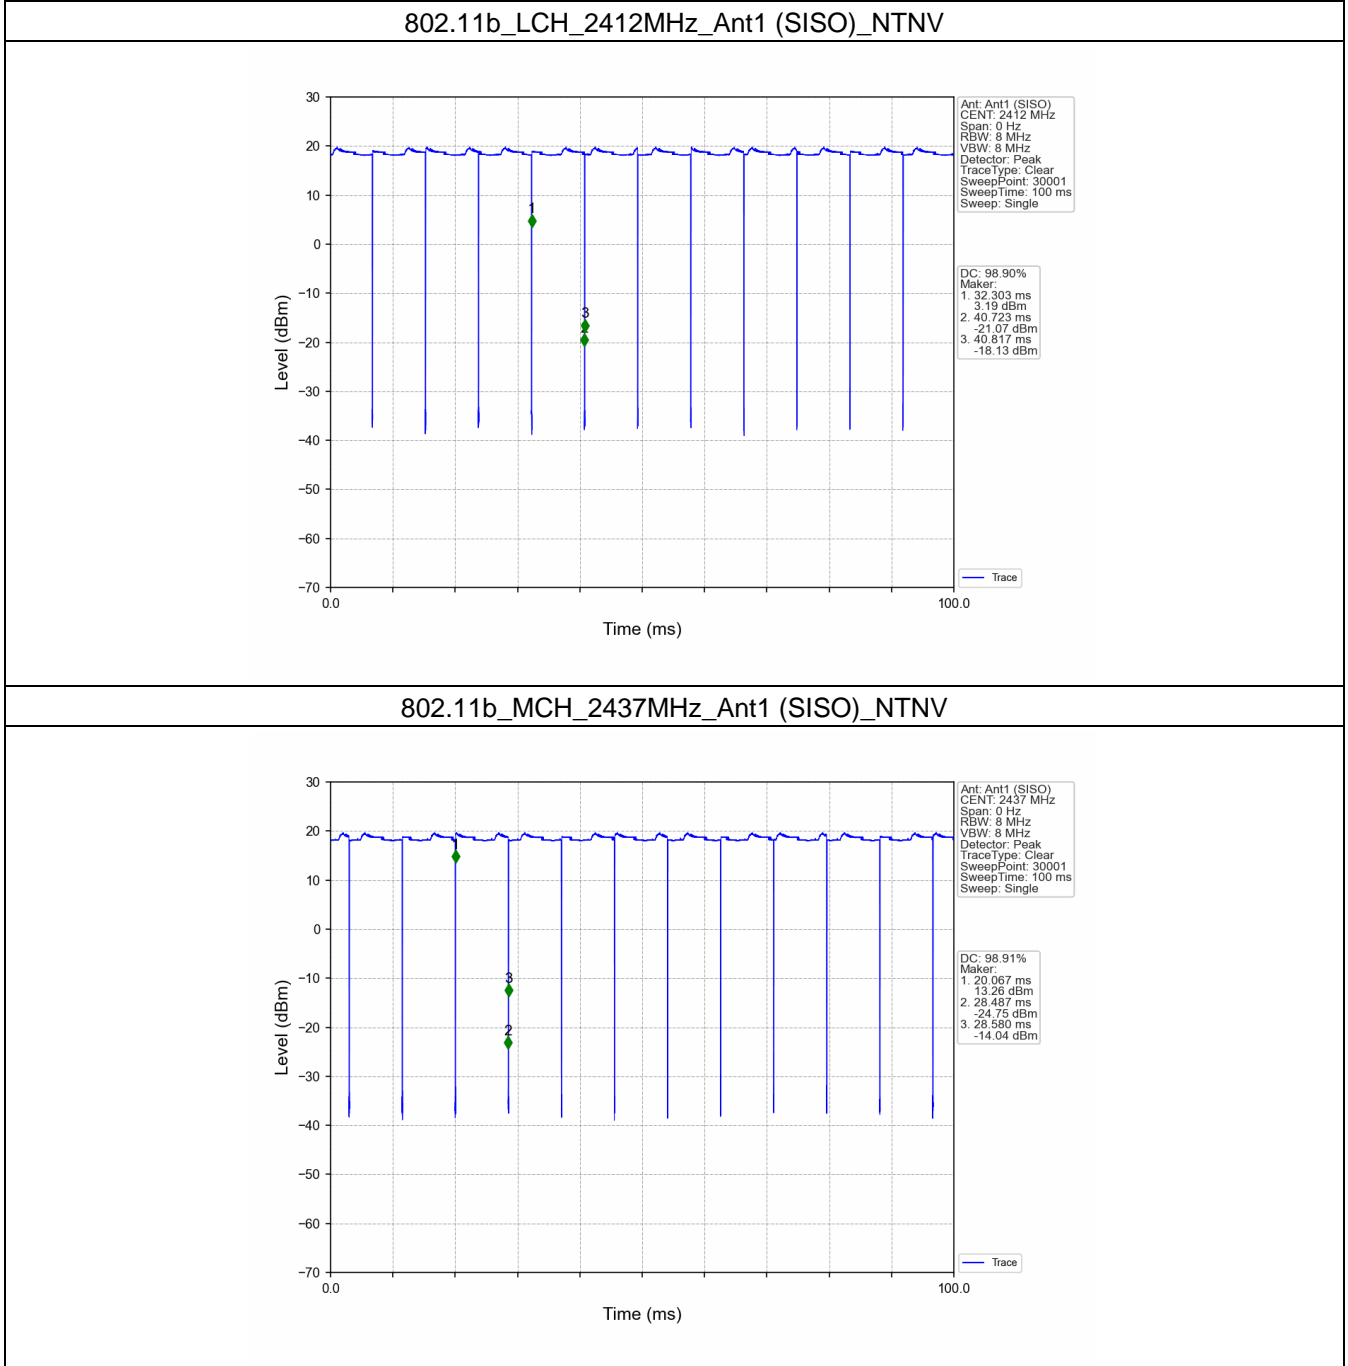 802.11b_LCH_2412MHz_Ant1 (SISO)_NTNV
30
20
10
0
−10
−20
−30
−40
−50
−60
−70
Level (dBm)
0.0
100.0
Time (ms)
1
3
2
Ant: Ant1 (SISO)
CENT: 2412 MHz
Span: 0 Hz
RBW: 8 MHz
VBW: 8 MHz
Detector: Peak
TraceType: Clear
SweepPoint: 30001
SweepTime: 100 ms
Sweep: Single
DC: 98.90%
Maker:
1. 32.303 ms
3.19 dBm
2. 40.723 ms
-21.07 dBm
3. 40.817 ms
-18.13 dBm
Trace
802.11b_MCH_2437MHz_Ant1 (SISO)_NTNV
30
20
10
0
−10
−20
−30
−40
−50
−60
−70
Level (dBm)
0.0
100.0
Time (ms)
1
3
2
Ant: Ant1 (SISO)
CENT: 2437 MHz
Span: 0 Hz
RBW: 8 MHz
VBW: 8 MHz
Detector: Peak
TraceType: Clear
SweepPoint: 30001
SweepTime: 100 ms
Sweep: Single
DC: 98.91%
Maker:
1. 20.067 ms
13.26 dBm
2. 28.487 ms
-24.75 dBm
3. 28.580 ms
-14.04 dBm
Trace